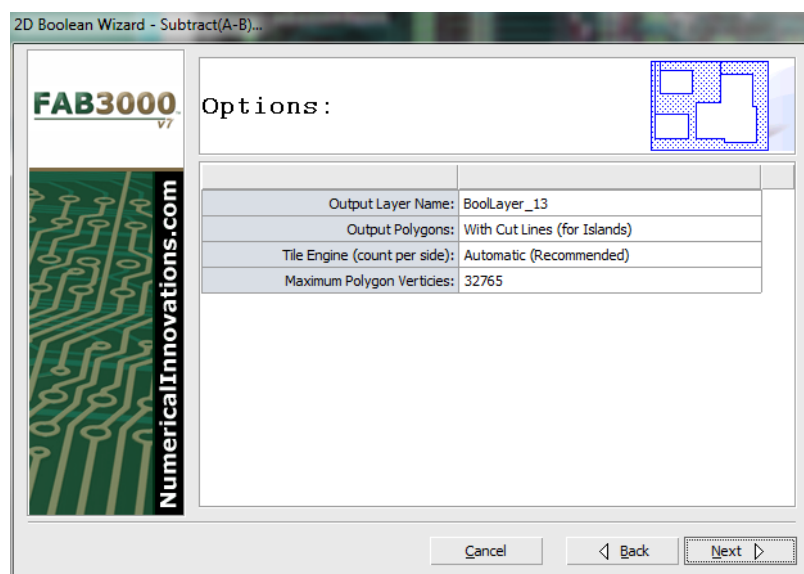 2D Boolean Wizard - Subtract(A-B)...
FAB3000
v7
NumericalInnovations.com
Options:
Output Layer Name: BoolLayer_13
Output Polygons: With Cut Lines (for Islands)
Tile Engine (count per side): Automatic (Recommended)
Maximum Polygon Verticies: 32765
Cancel
Back
Next